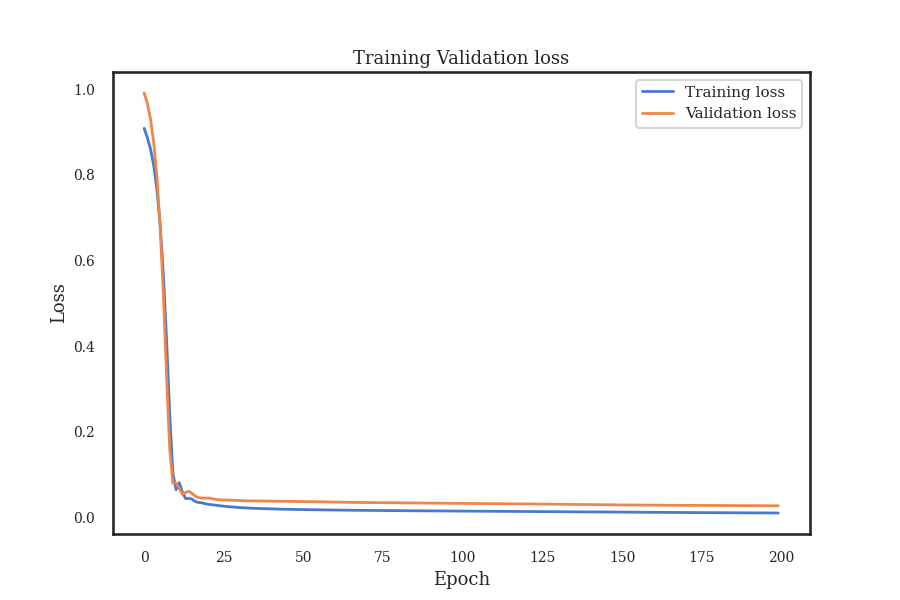 Training Validation loss
Training loss
Validation loss
1.0
0.8
0.6
0.4
0.2
0.0
Loss
0 25 50 75 100 125 150 175 200
Epoch